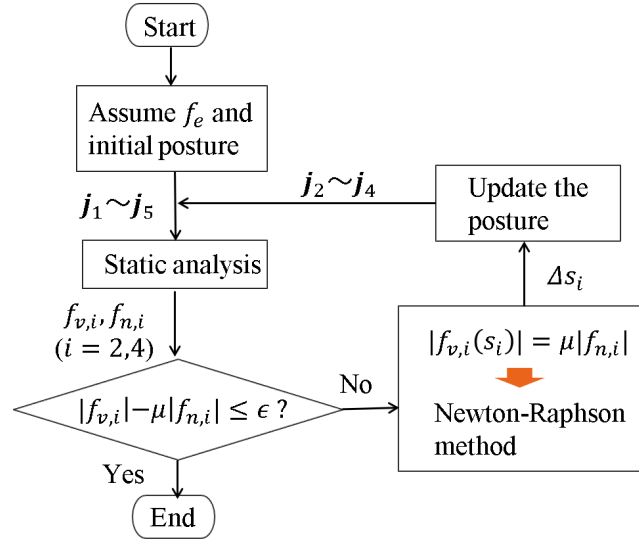 Start
Assume f_e and
initial posture
j_1～j_5
j_2～j_4
Update the
posture
Static analysis
Δs_i
f_{v,i}, f_{n,i}
(i = 2,4)
|f_{v,i}(s_i)| = μ|f_{n,i}|
Newton-Raphson
method
No
|f_{v,i}|−μ|f_{n,i}| ≤ ϵ ?
Yes
End